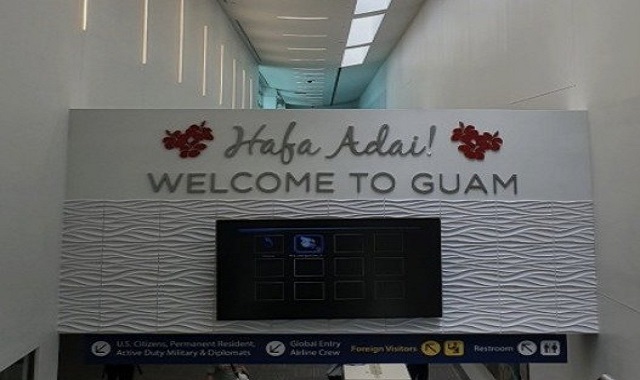 Hafa Adai!
WELCOME TO GUAM
U.S. Citizens, Permanent Resident,
Active Duty Military & Diplomats
Global Entry
Airline Crew
Foreign Visitors
Restroom